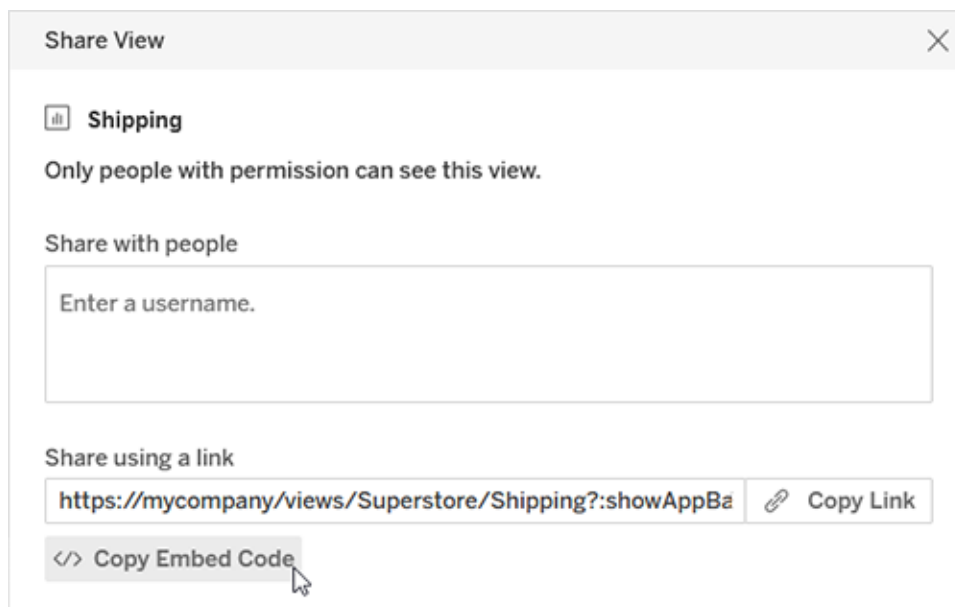 Share View
Shipping
Only people with permission can see this view.
Share with people
Enter a username.
Share using a link
https://mycompany/views/Superstore/Shipping?:showAppBa
Copy Link
</> Copy Embed Code